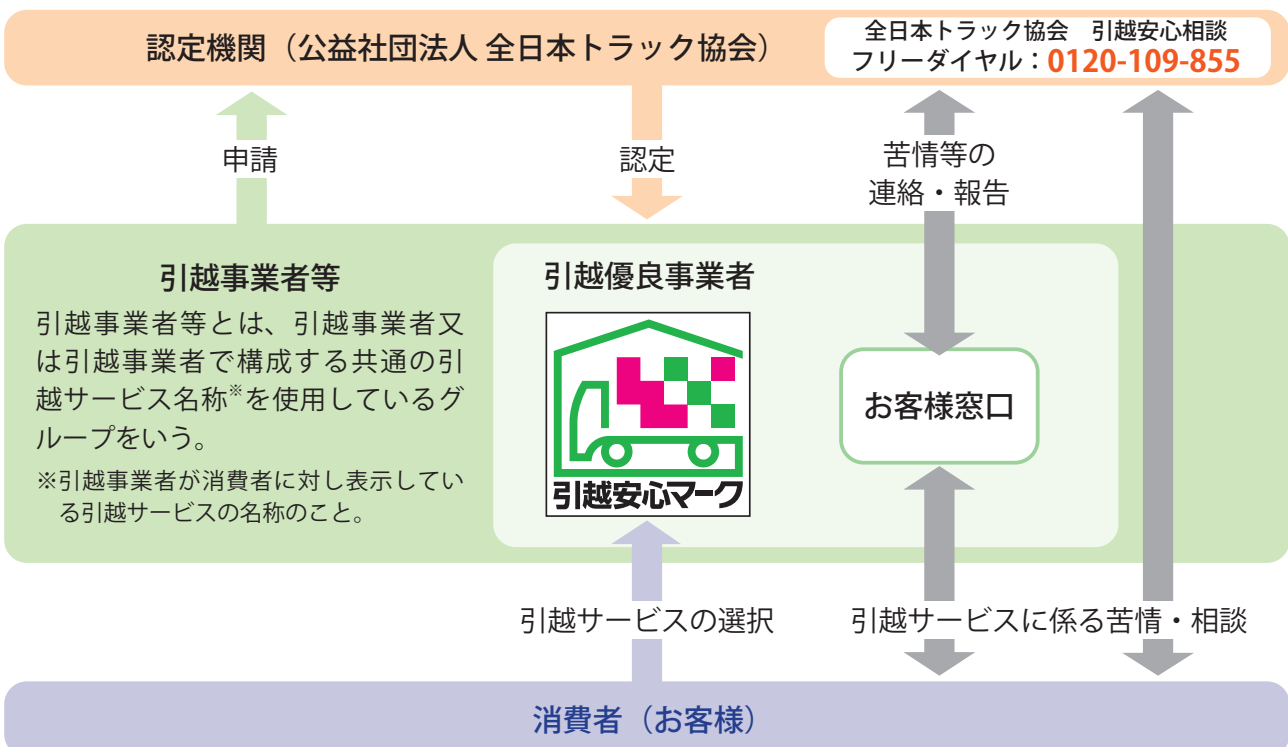 認定機関（公益社団法人 全日本トラック協会）
全日本トラック協会　引越安心相談
フリーダイヤル：0120-109-855
申請
認定
苦情等の
連絡・報告
引越事業者等
引越事業者等とは、引越事業者又
は引越事業者で構成する共通の引
越サービス名称※を使用しているグ
ループをいう。
※引越事業者が消費者に対し表示してい
る引越サービスの名称のこと。
引越優良事業者
引越安心マーク
お客様窓口
引越サービスの選択
引越サービスに係る苦情・相談
消費者（お客様）